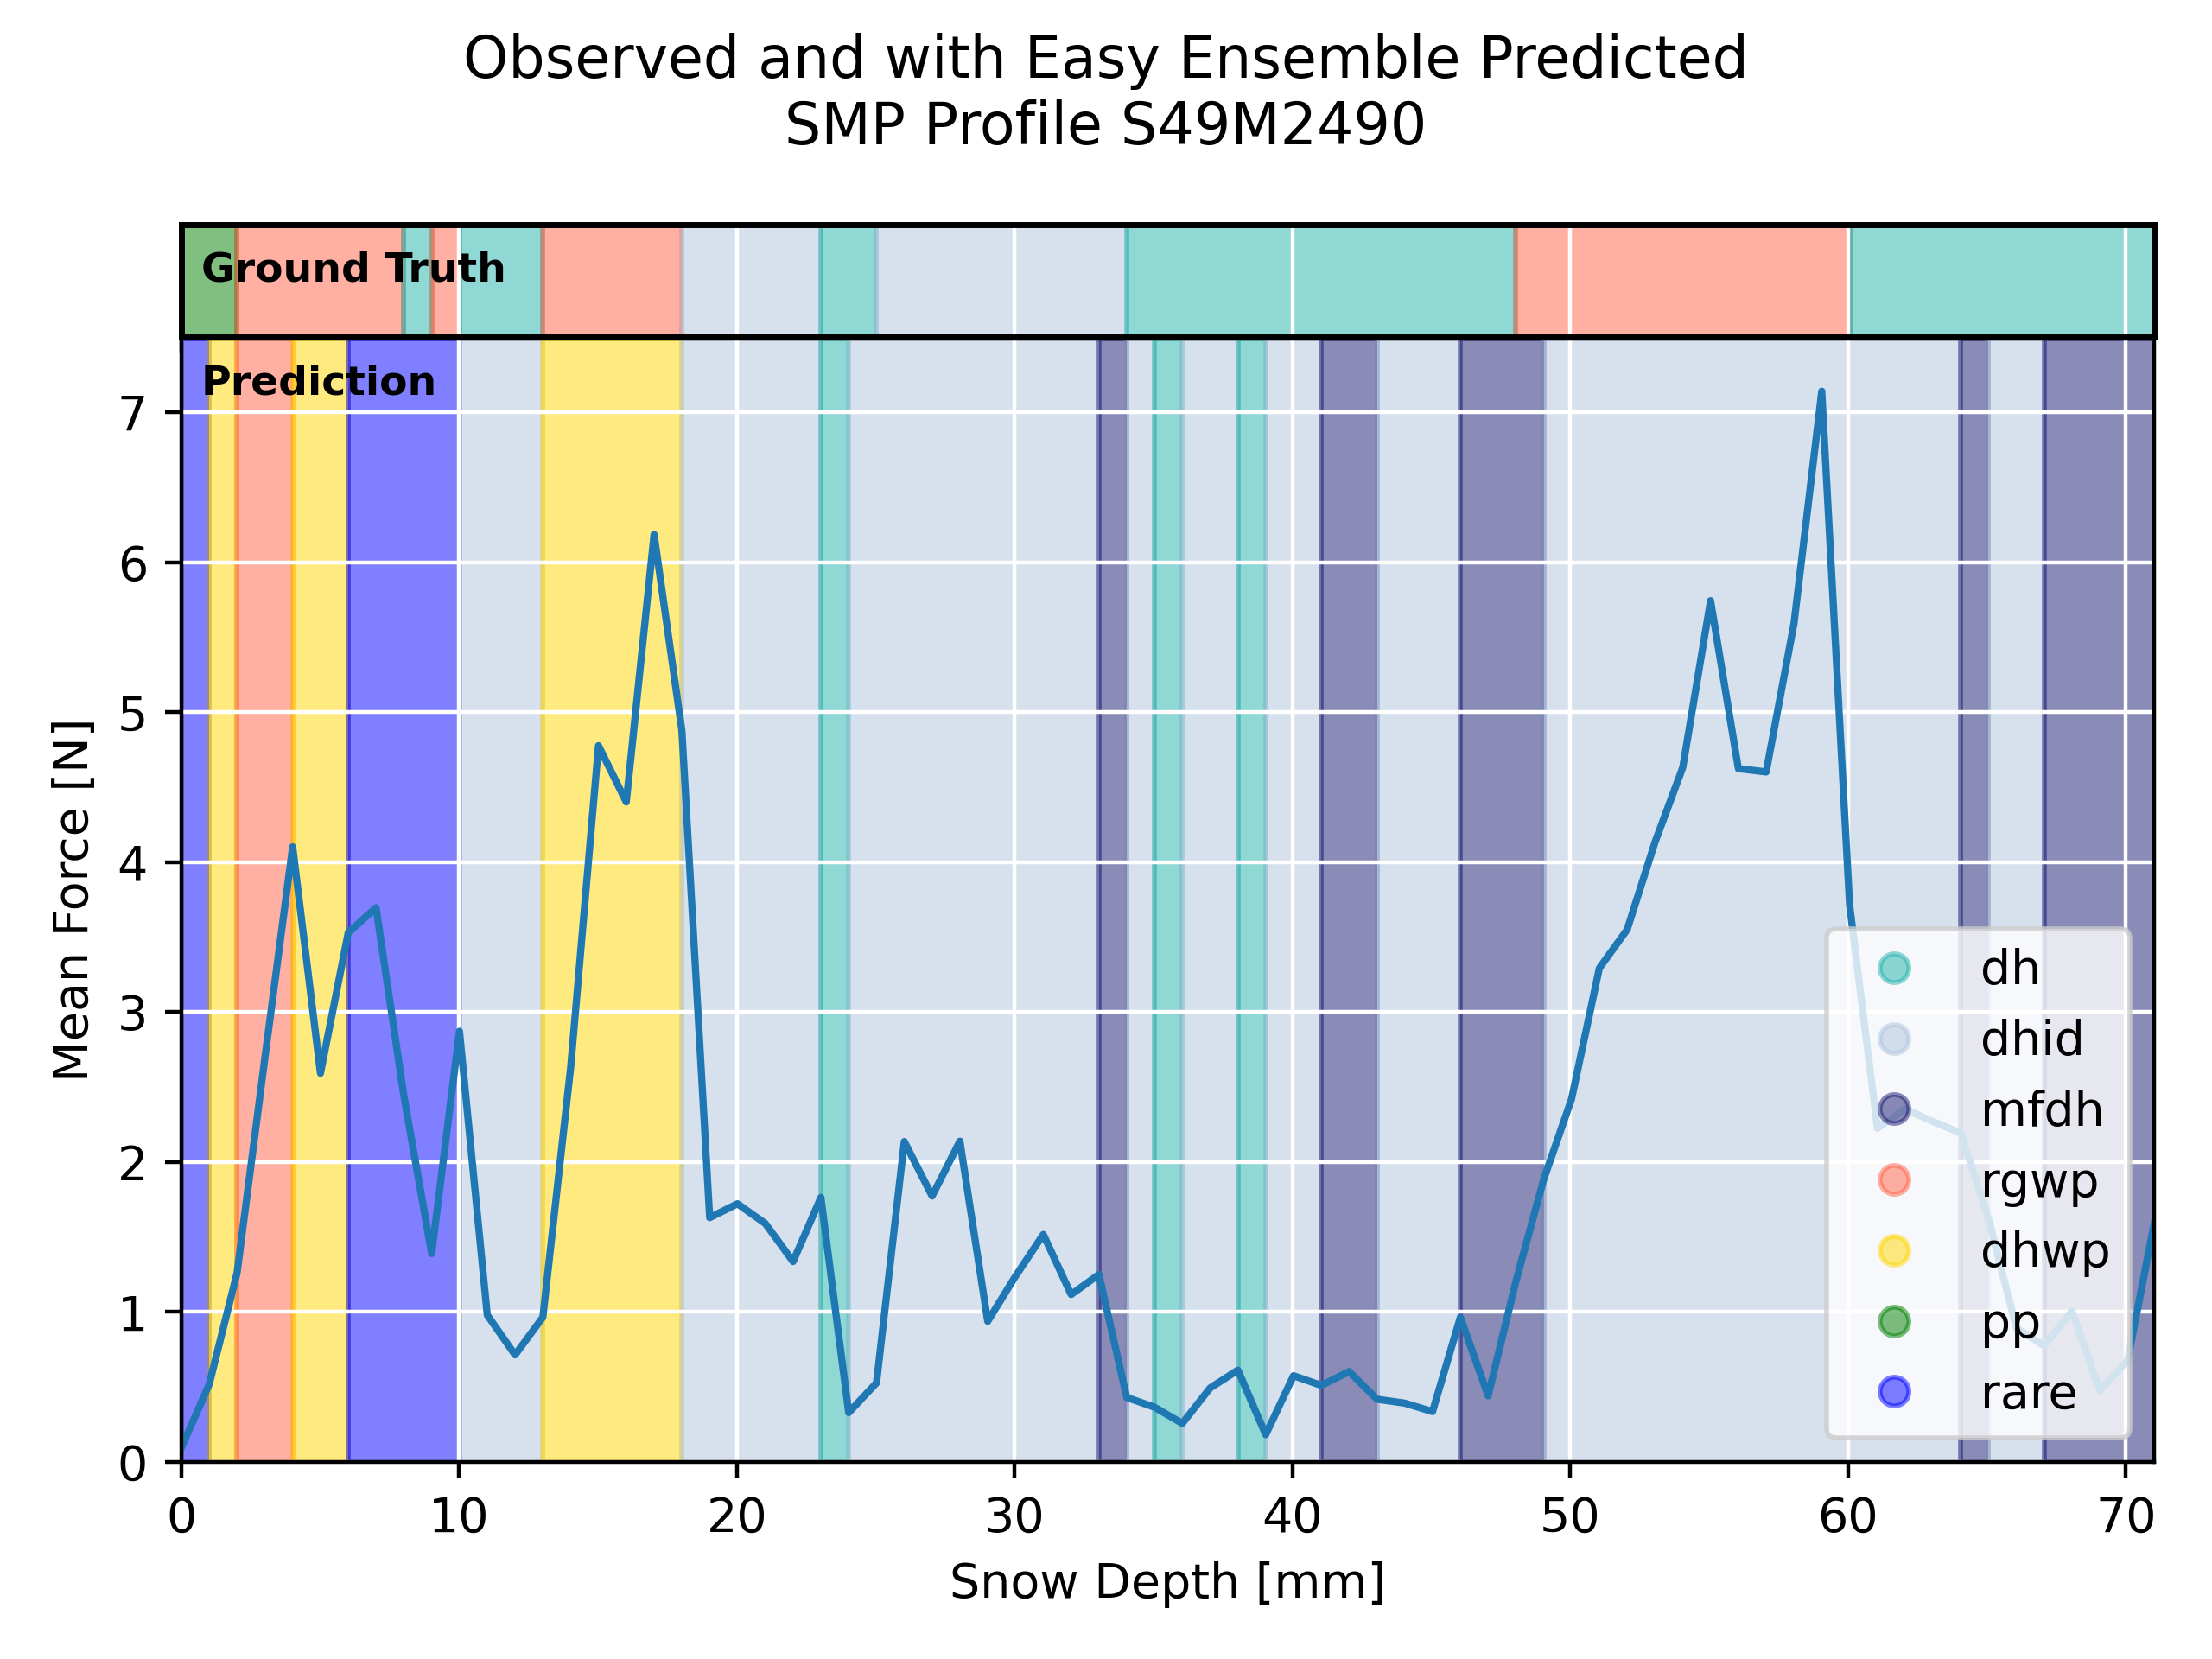 Observed and with Easy Ensemble Predicted
SMP Profile S49M2490
Ground Truth
Prediction
7
6
5
4
3
2
1
0
Mean Force [N]
dh
dhid
mfdh
rgwp
dhwp
pp
rare
0 10 20 30 40 50 60 70
Snow Depth [mm]